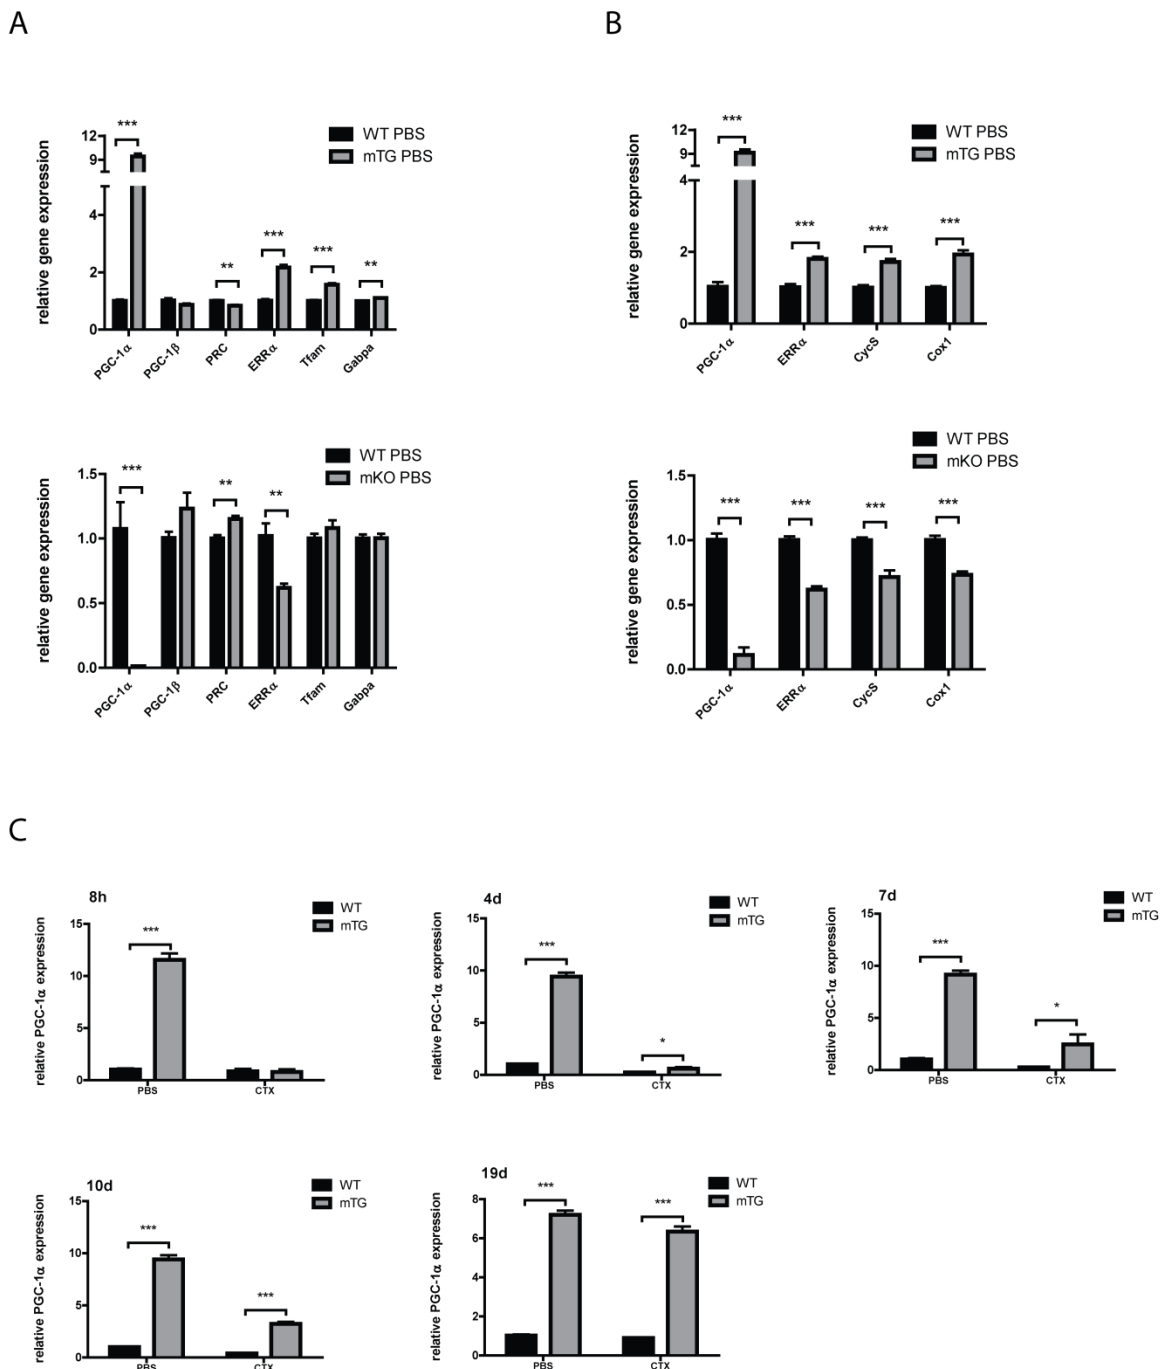 A
B
***
12
9
4
2
0
relative gene expression
WT PBS
mTG PBS
**
***
***
**
PGC-1α
PGC-1β
PRC
ERRα
Tfam
Gabpa
***
12
9
4
2
0
relative gene expression
WT PBS
mTG PBS
***
***
***
PGC-1α
ERRα
CycS
Cox1
1.5
1.0
0.5
0.0
relative gene expression
WT PBS
mKO PBS
***
**
**
PGC-1α
PGC-1β
PRC
ERRα
Tfam
Gabpa
1.5
1.0
0.5
0.0
relative gene expression
WT PBS
mKO PBS
***
***
***
***
PGC-1α
ERRα
CycS
Cox1
C
8h
WT
mTG
15
10
5
0
relative PGC-1α expression
***
PBS
CTX
4d
WT
mTG
15
10
5
0
relative PGC-1α expression
***
*
PBS
CTX
7d
WT
mTG
15
10
5
0
relative PGC-1α expression
***
*
PBS
CTX
10d
WT
mTG
15
10
5
0
relative PGC-1α expression
***
***
PBS
CTX
19d
WT
mTG
8
6
4
2
0
relative PGC-1α expression
***
***
PBS
CTX